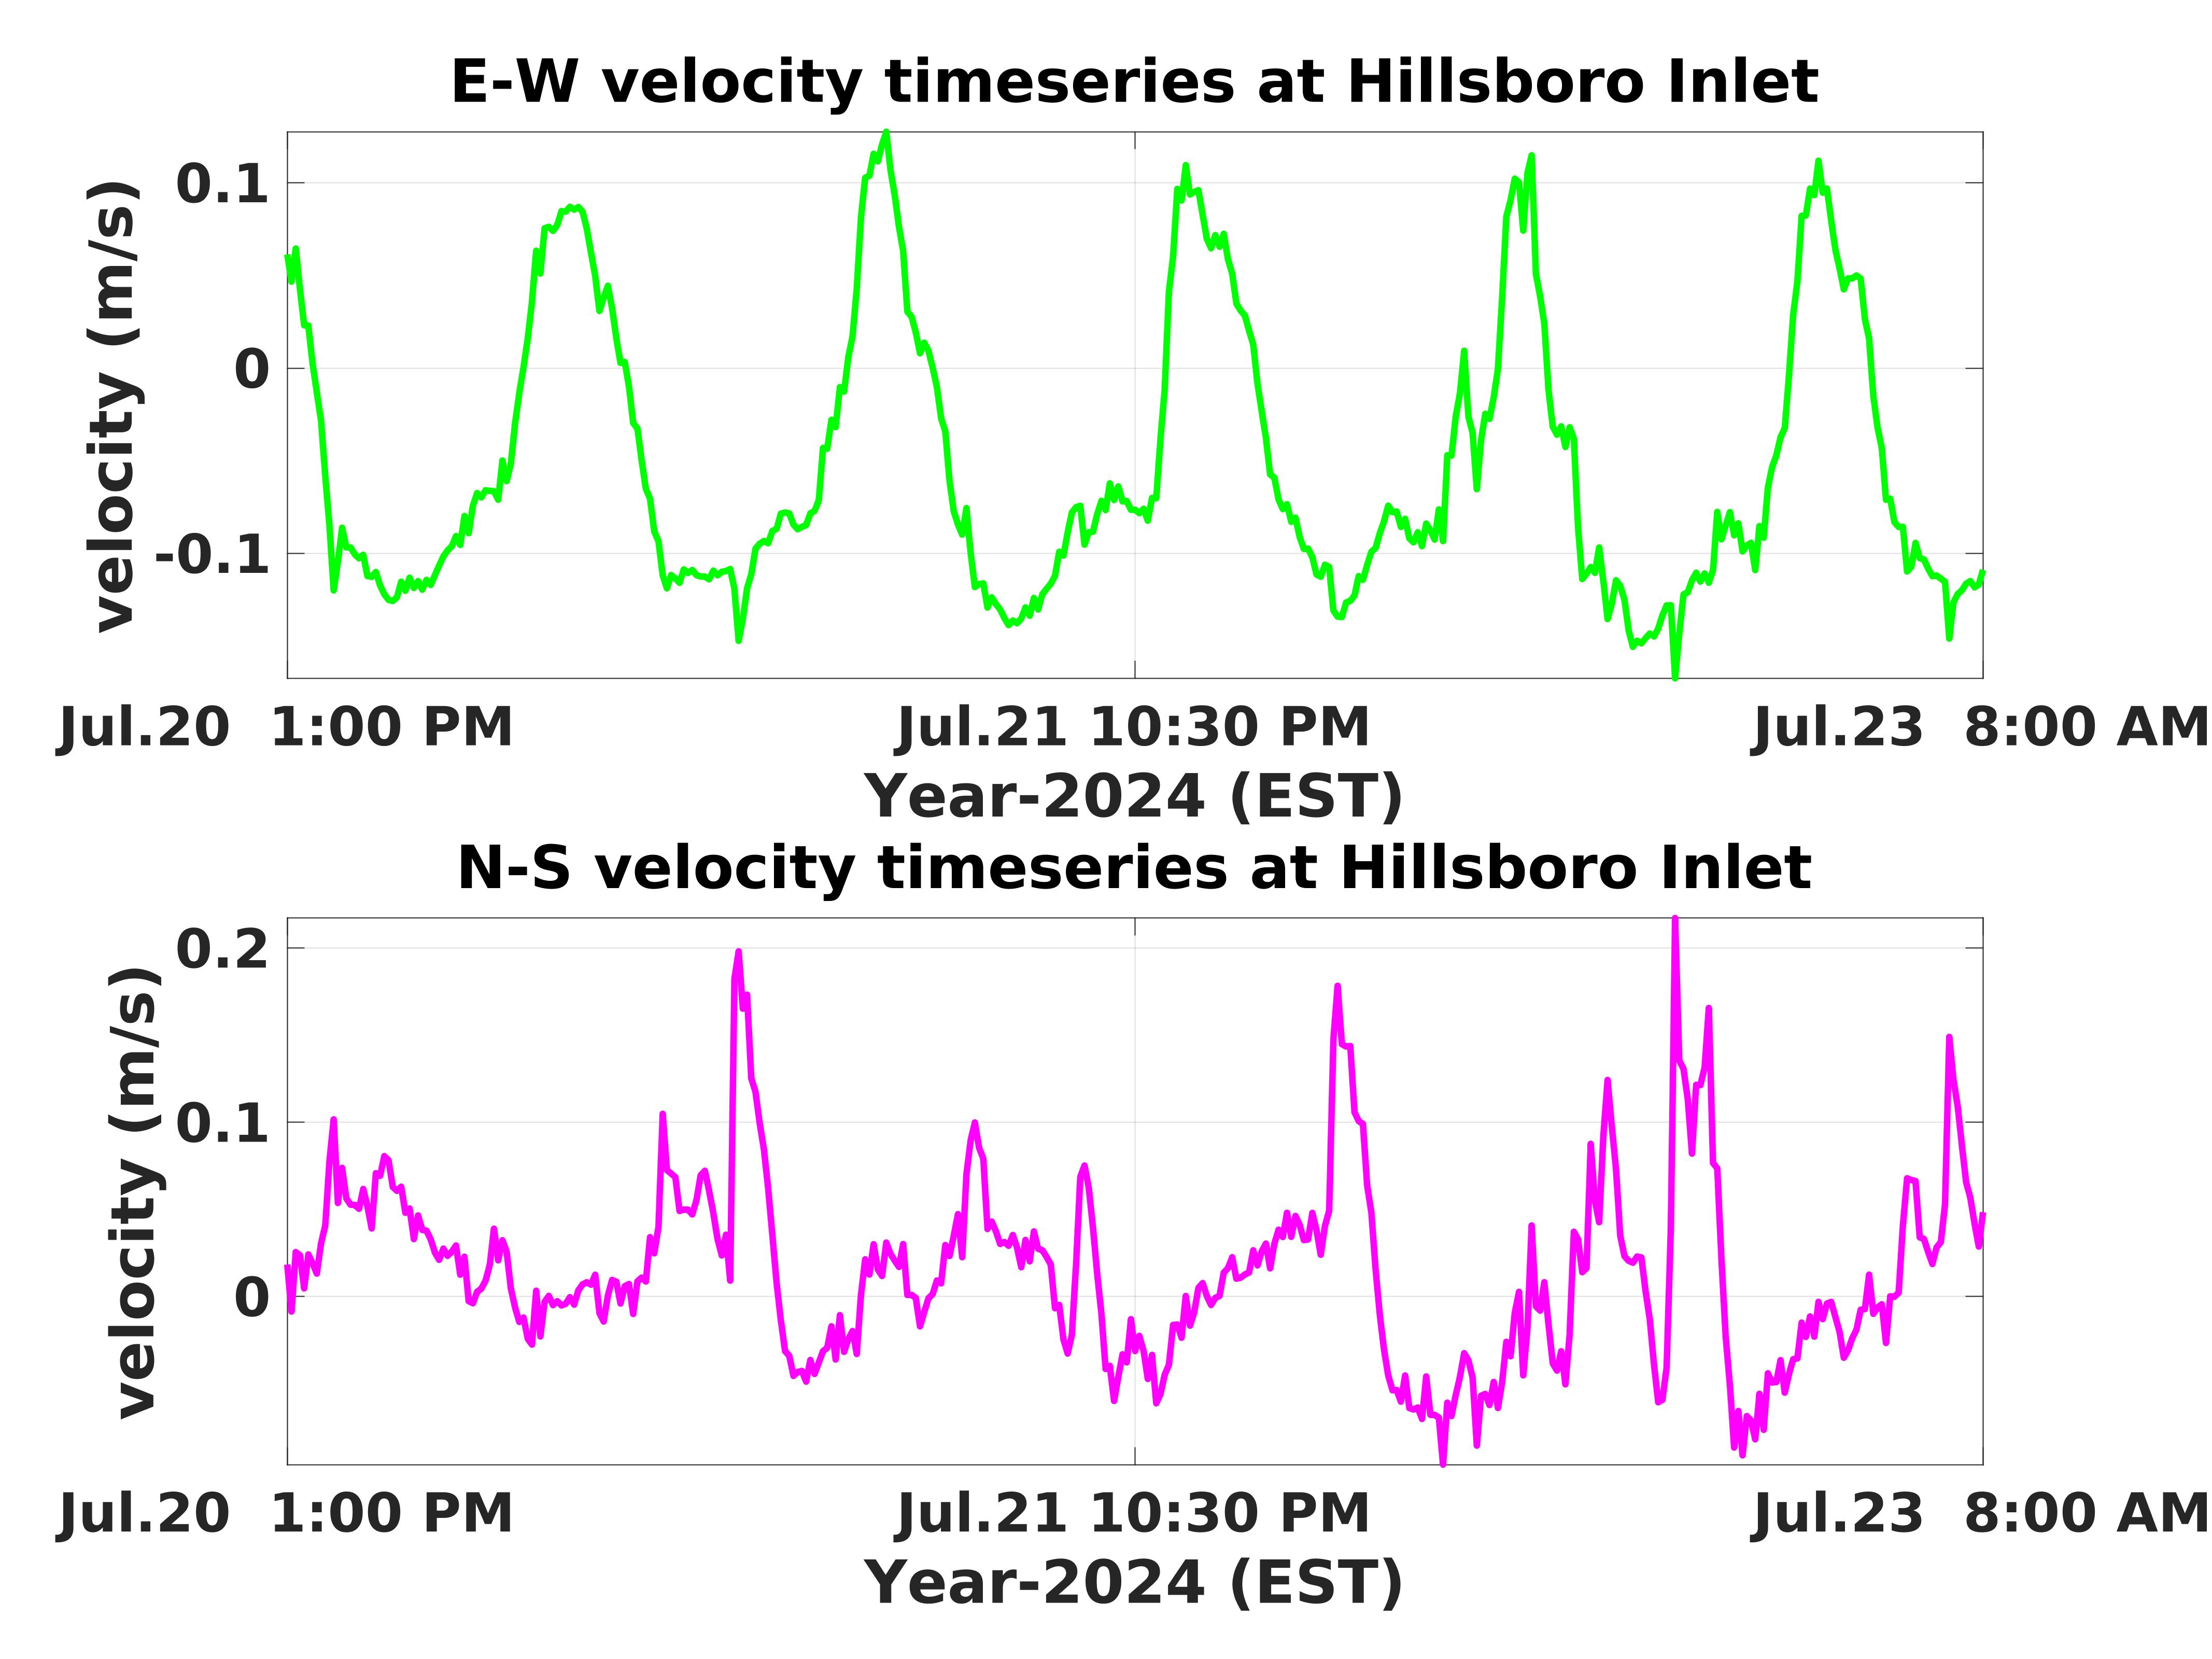 E-W velocity timeseries at Hillsboro Inlet
velocity (m/s)
0.1
0
-0.1
Jul.20  1:00 PM
Jul.21 10:30 PM
Jul.23  8:00 AM
Year-2024 (EST)
N-S velocity timeseries at Hillsboro Inlet
velocity (m/s)
0.2
0.1
0
Jul.20  1:00 PM
Jul.21 10:30 PM
Jul.23  8:00 AM
Year-2024 (EST)